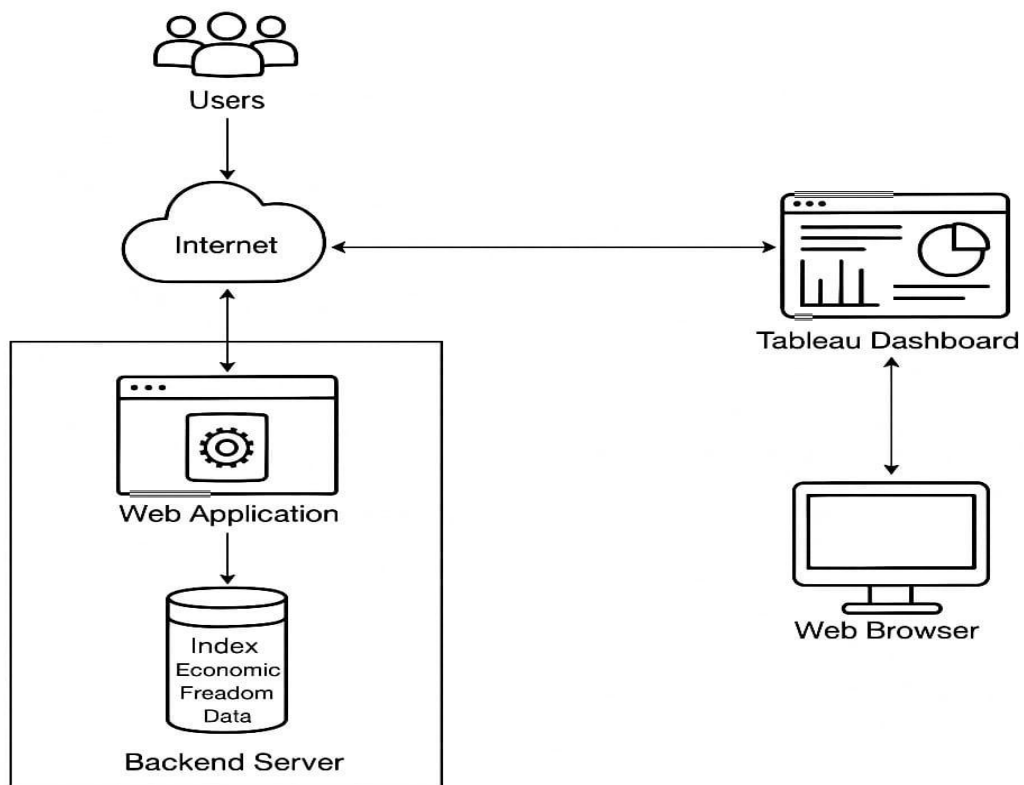 Users
Internet
Tableau Dashboard
Web Application
Web Browser
Index
Economic
Freadom
Data
Backend Server